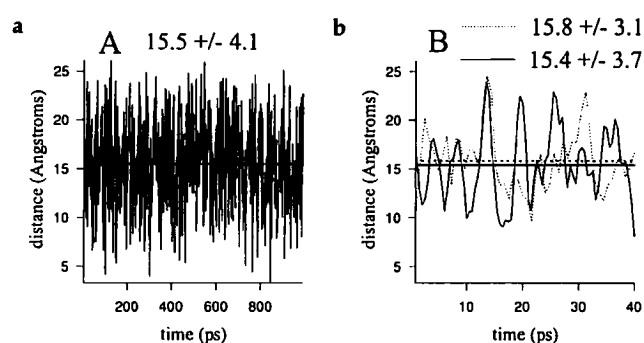 a
A 15.5 +/- 4.1
distance (Angstroms)
25
20
15
10
5
200 400 600 800
time (ps)
b
B
15.8 +/- 3.1
15.4 +/- 3.7
distance (Angstroms)
25
20
15
10
5
10 20 30 40
time (ps)